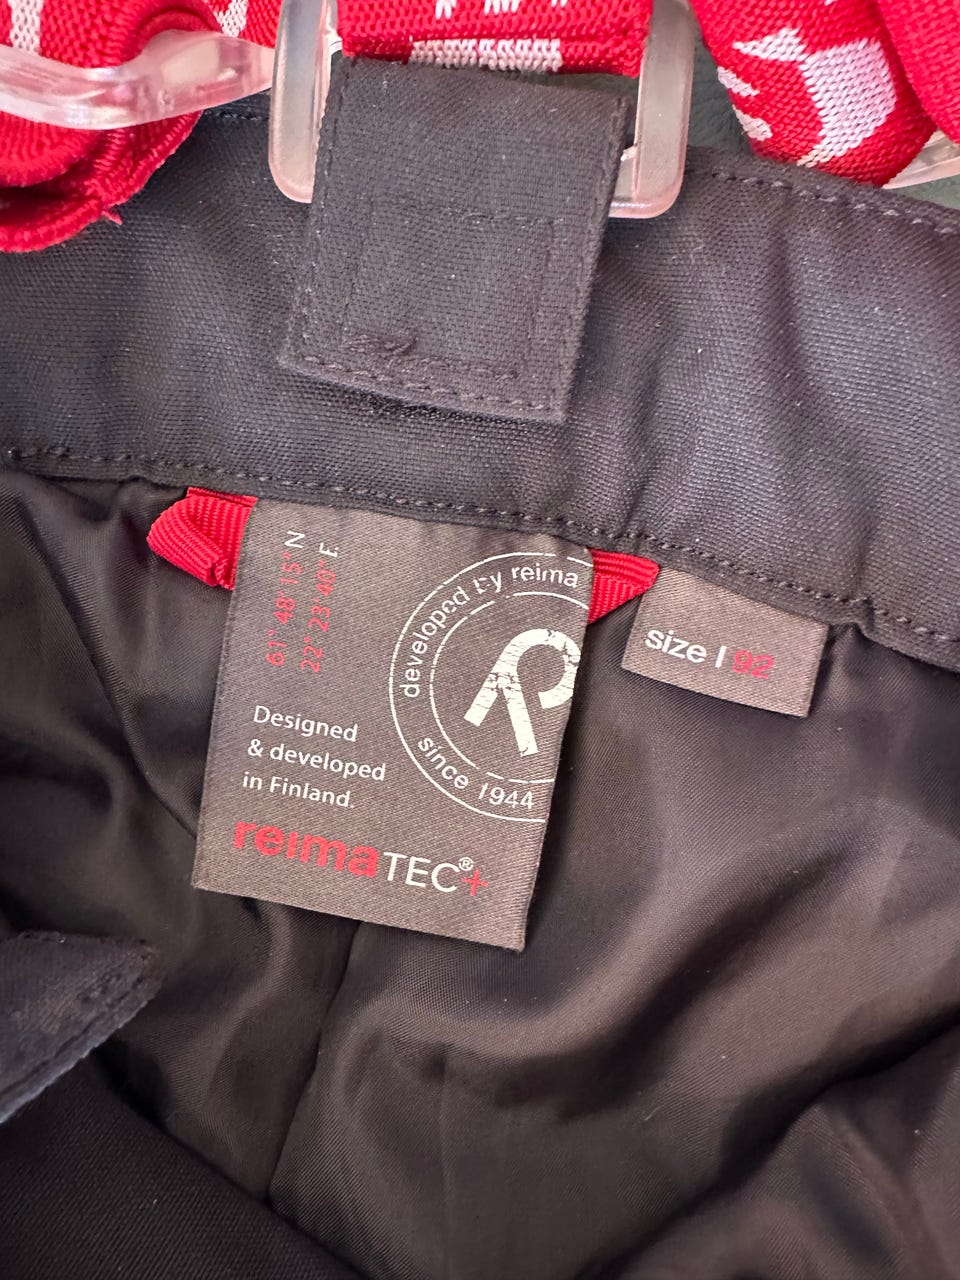 61° 48' 15" N
22° 23' 40" E.
developed by reima
since 1944
Designed
& developed
in Finland.
reimaTEC®+
size | 92